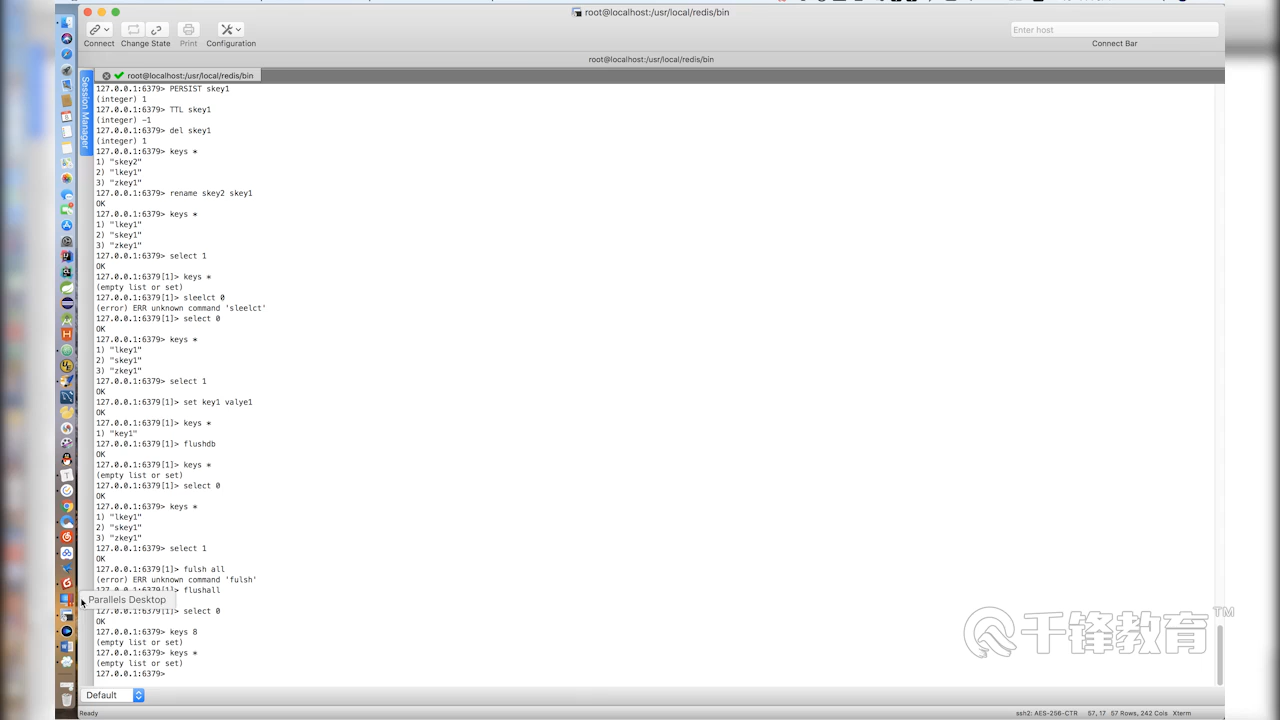 root@localhost:/usr/local/redis/bin
Connect
Change State
Print
Configuration
Enter host
Connect Bar
root@localhost:/usr/local/redis/bin
root@localhost:/usr/local/redis/bin
Session Manager
127.0.0.1:6379> PERSIST skey1
(integer) 1
127.0.0.1:6379> TTL skey1
(integer) -1
127.0.0.1:6379> del skey1
(integer) 1
127.0.0.1:6379> keys *
1) "skey2"
2) "lkey1"
3) "zkey1"
127.0.0.1:6379> rename skey2 skey1
OK
127.0.0.1:6379> keys *
1) "lkey1"
2) "skey1"
3) "zkey1"
127.0.0.1:6379> select 1
OK
127.0.0.1:6379[1]> keys *
(empty list or set)
127.0.0.1:6379[1]> sleelct 0
(error) ERR unknown command 'sleelct'
127.0.0.1:6379[1]> select 0
OK
127.0.0.1:6379> keys *
1) "lkey1"
2) "skey1"
3) "zkey1"
127.0.0.1:6379> select 1
OK
127.0.0.1:6379[1]> set key1 valye1
OK
127.0.0.1:6379[1]> keys *
1) "key1"
127.0.0.1:6379[1]> flushdb
OK
127.0.0.1:6379[1]> keys *
(empty list or set)
127.0.0.1:6379[1]> select 0
OK
127.0.0.1:6379> keys *
1) "lkey1"
2) "skey1"
3) "zkey1"
127.0.0.1:6379> select 1
OK
127.0.0.1:6379[1]> fulsh all
(error) ERR unknown command 'fulsh'
127.0.0.1:6379[1]> flushall
Parallels Desktop
127.0.0.1:6379[1]> select 0
OK
127.0.0.1:6379> keys 8
(empty list or set)
127.0.0.1:6379> keys *
(empty list or set)
127.0.0.1:6379>
千锋教育™
Default
Ready
ssh2: AES-256-CTR 57, 17 57 Rows, 242 Cols Xterm